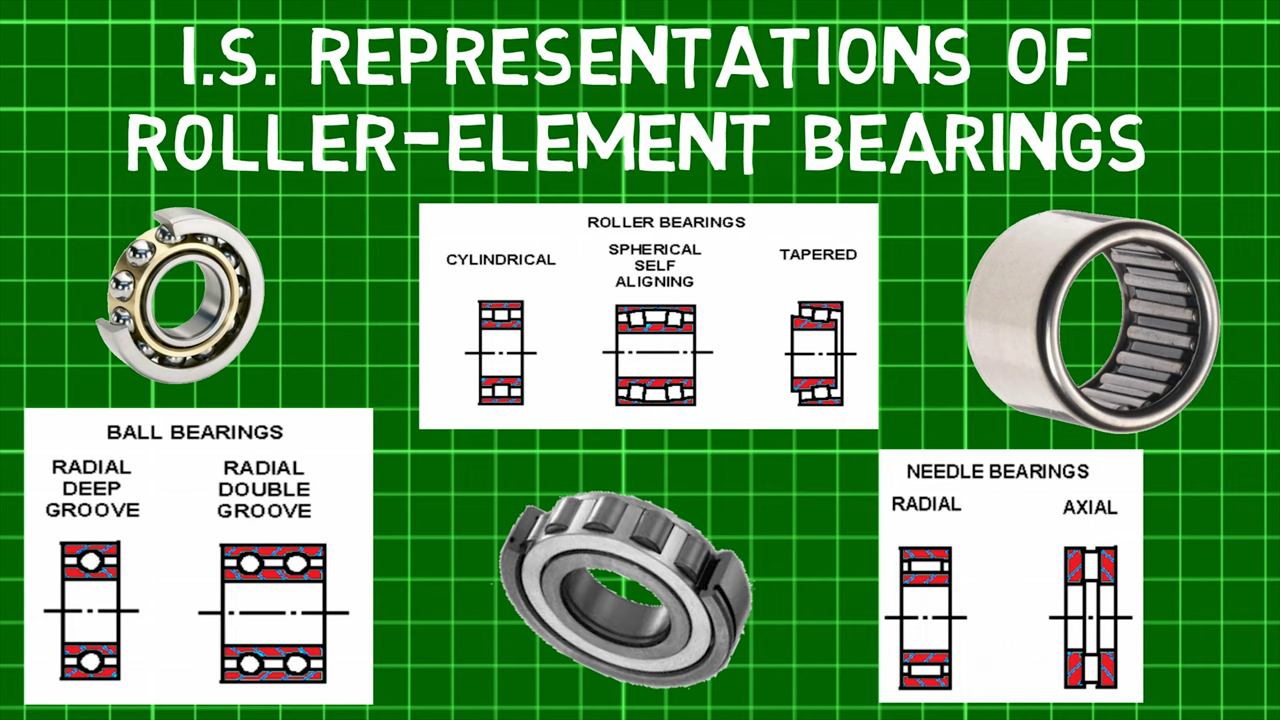 I.S. REPRESENTATIONS OF
ROLLER-ELEMENT BEARINGS
ROLLER BEARINGS
CYLINDRICAL
SPHERICAL
SELF
ALIGNING
TAPERED
BALL BEARINGS
RADIAL
DEEP
GROOVE
RADIAL
DOUBLE
GROOVE
NEEDLE BEARINGS
RADIAL
AXIAL